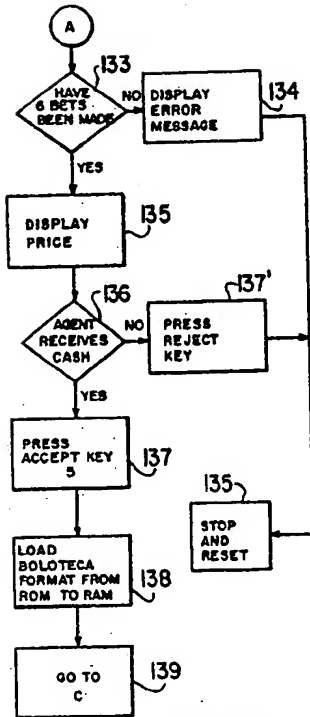 A
133
HAVE
6 BETS
BEEN MADE
NO
DISPLAY
ERROR
MESSAGE
134
YES
DISPLAY
PRICE
135
136
AGENT
RECEIVES
CASH
NO
PRESS
REJECT
KEY
137'
YES
PRESS
ACCEPT KEY
5
137
135
STOP
AND
RESET
LOAD
BOLOTECA
FORMAT FROM
ROM TO RAM
138
GO TO
C
139